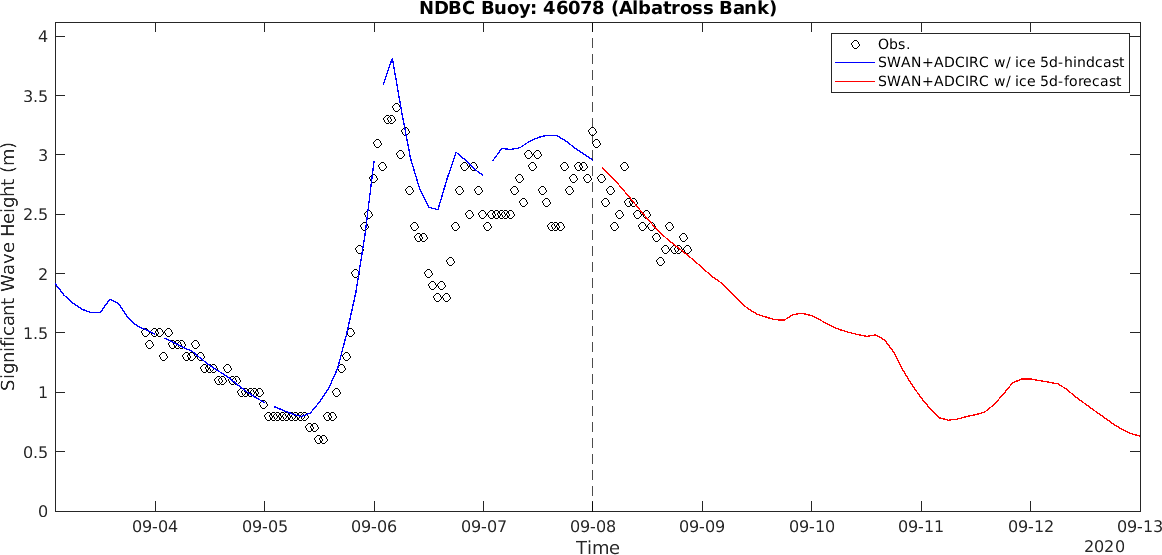 NDBC Buoy: 46078 (Albatross Bank)
Obs.
SWAN+ADCIRC w/ ice 5d-hindcast
SWAN+ADCIRC w/ ice 5d-forecast
Significant Wave Height (m)
4
3.5
3
2.5
2
1.5
1
0.5
0
09-04 09-05 09-06 09-07 09-08 09-09 09-10 09-11 09-12 09-13
Time
2020